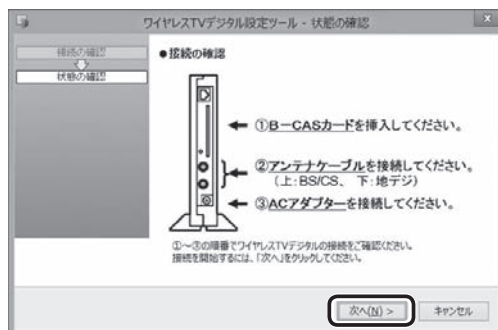 ワイヤレスTVデジタル設定ツール - 状態の確認
x
接続の確認
状態の確認
●接続の確認
①B-CASカードを挿入してください。
②アンテナケーブルを接続してください。
(上:BS/CS、 下:地デジ)
③ACアダプターを接続してください。
①～③の順番でワイヤレスTVデジタルの接続をご確認ください。
接続を開始するには、「次へ」をクリックしてください。
次へ(N) >
キャンセル